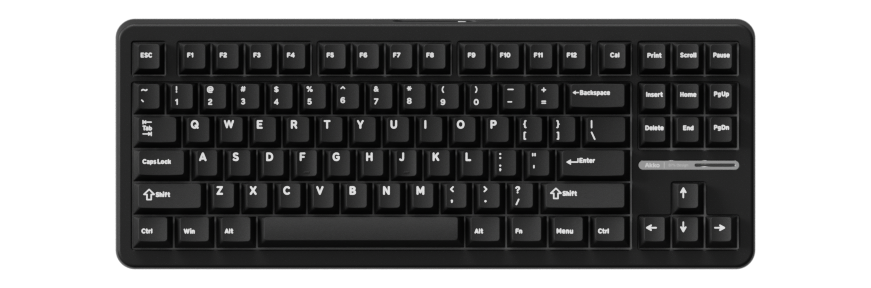 ESC F1 F2 F3 F4 F5 F6 F7 F8 F9 F10 F11 F12 Cal Print Scroll Pause
~ ! @ # $ % ^ & * ( ) _ + ←Backspace Insert Home PgUp
` 1 2 3 4 5 6 7 8 9 0 - =
Tab Q W E R T Y U I O P { } | Delete End PgDn
[ ] \
Caps Lock A S D F G H J K L : " Enter
; '
Shift Z X C V B N M < > ? Shift ↑
, . /
Ctrl Win Alt Alt Fn Menu Ctrl ← ↓ →